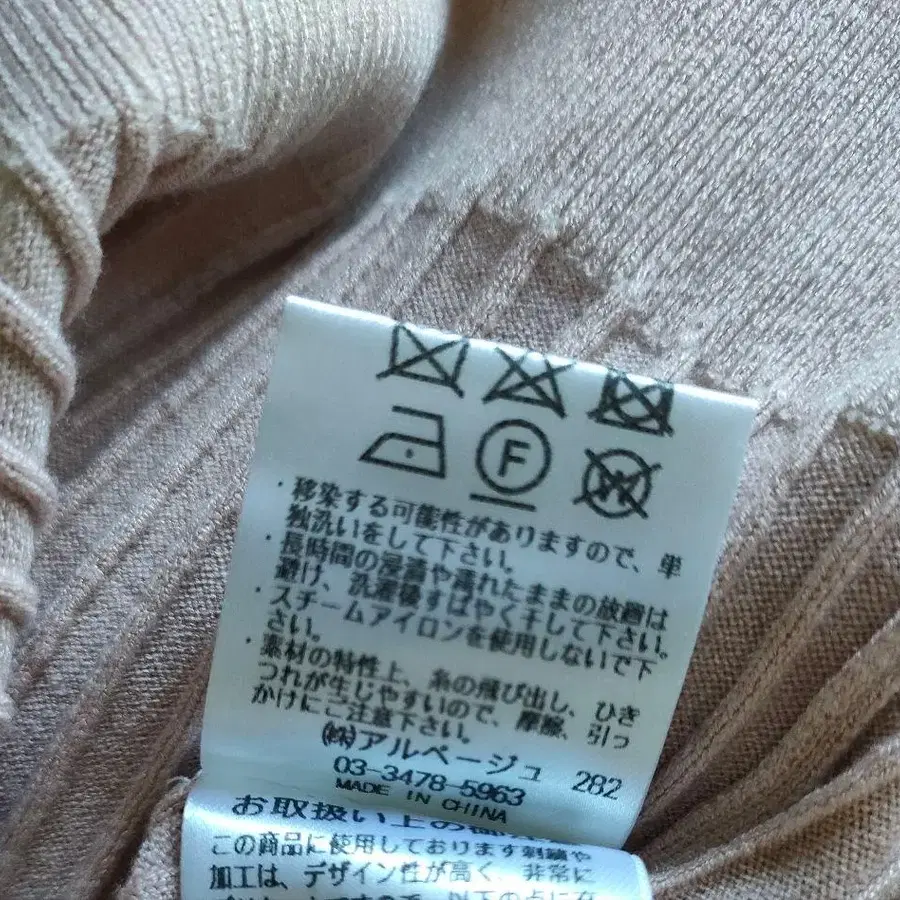 F
W
・移染する可能性がありますので、単
独洗いをして下さい。
・長時間の浸漬や濡れたままの放置は
避け、洗濯後すばやく干して下さい。
・スチームアイロンを使用しないで下
さい。
・素材の特性上、糸の飛び出し、ひき
つれが生じやすいので、摩擦、引っ
かけにご注意下さい。
㈱アルページュ 282
03-3478-5963
MADE IN CHINA
お取扱い上の
この商品に使用しております刺繍や
加工は、デザイン性が高く、非常に